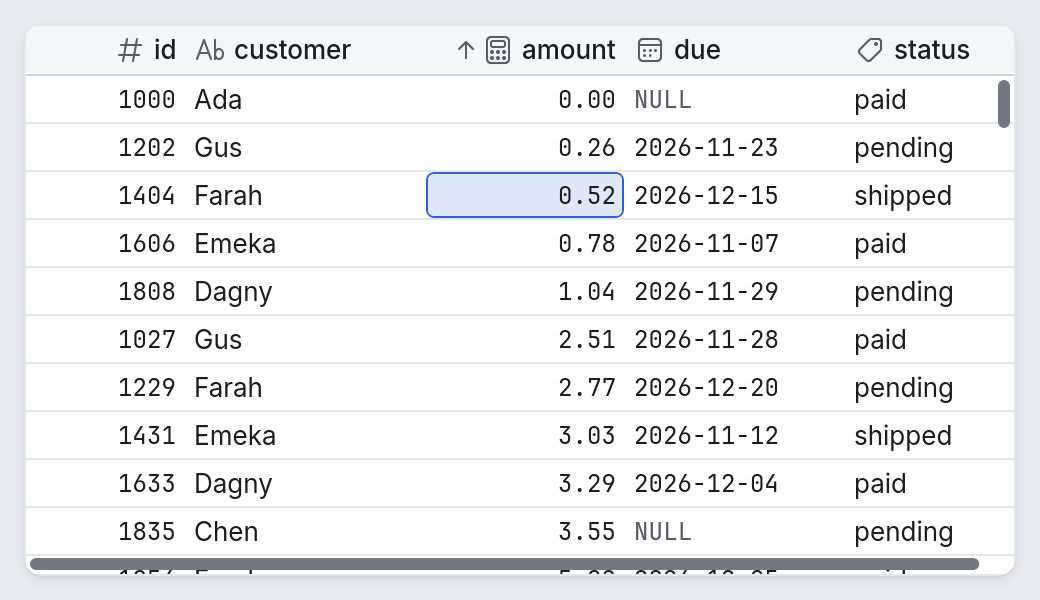 id customer amount due status
1000 Ada 0.00 NULL paid
1202 Gus 0.26 2026-11-23 pending
1404 Farah 0.52 2026-12-15 shipped
1606 Emeka 0.78 2026-11-07 paid
1808 Dagny 1.04 2026-11-29 pending
1027 Gus 2.51 2026-11-28 paid
1229 Farah 2.77 2026-12-20 pending
1431 Emeka 3.03 2026-11-12 shipped
1633 Dagny 3.29 2026-12-04 paid
1835 Chen 3.55 NULL pending